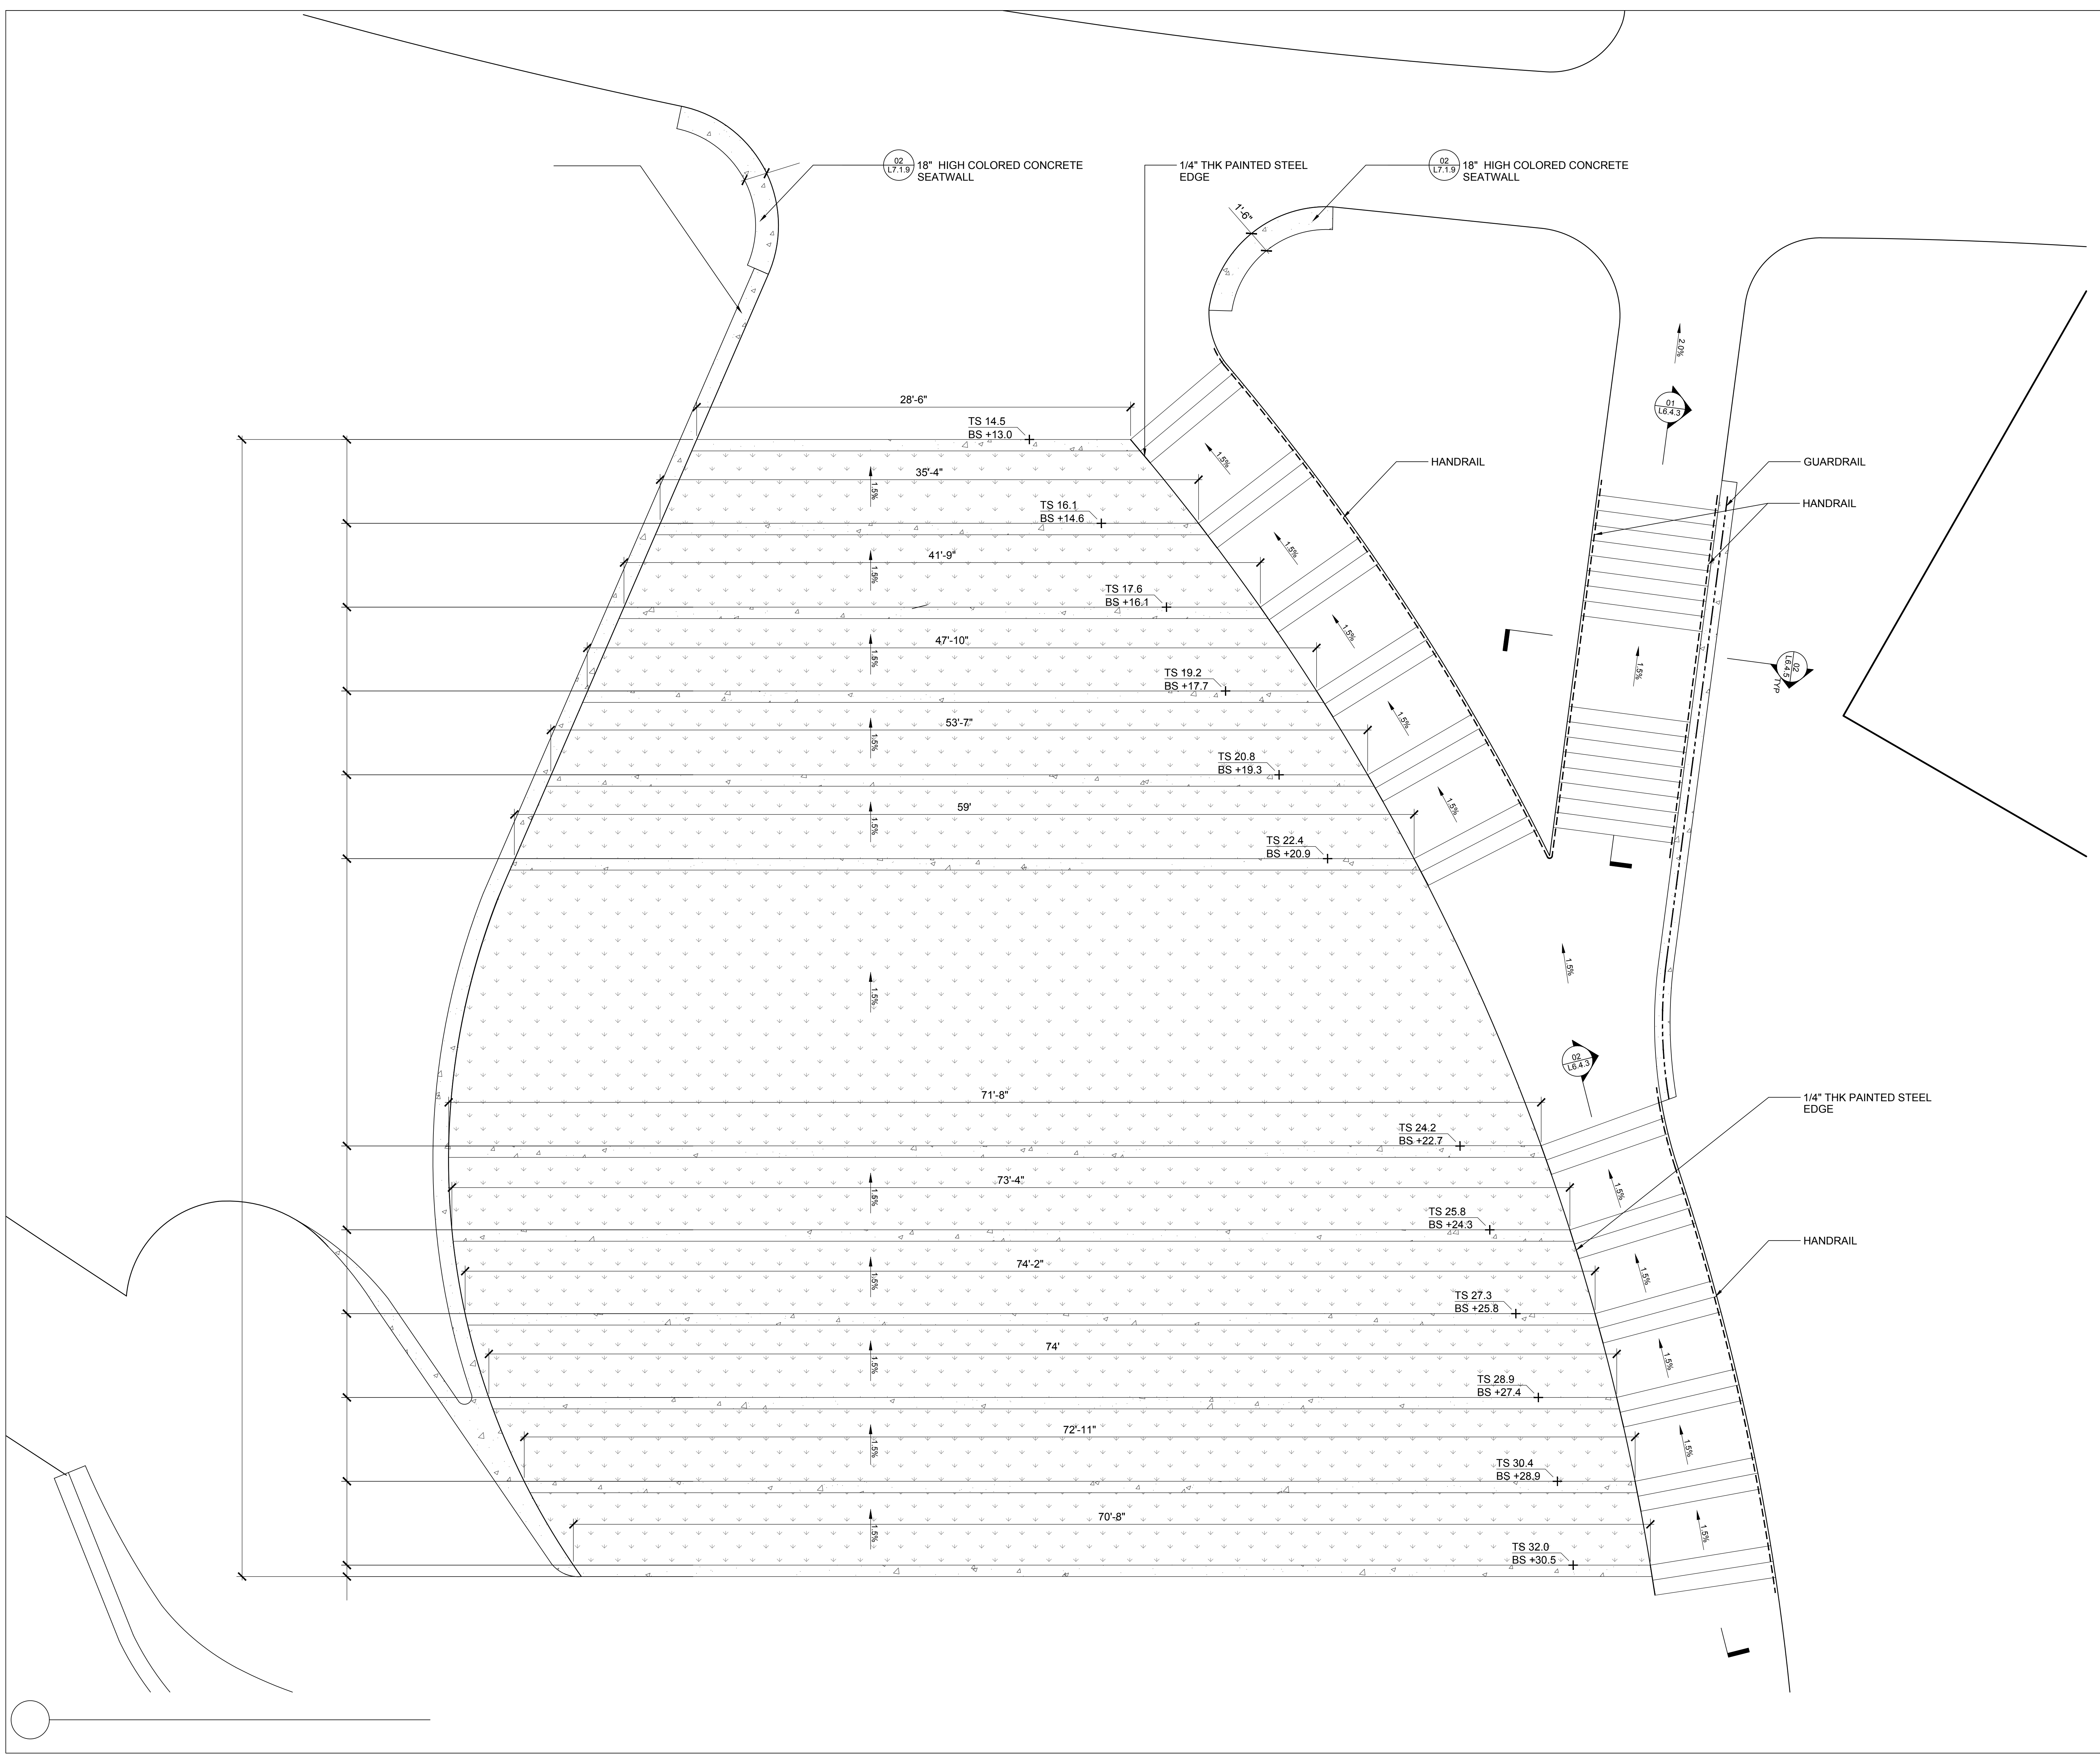 02
L7.1.9
18" HIGH COLORED CONCRETE
SEATWALL
1/4" THK PAINTED STEEL
EDGE
02
L7.1.9
18" HIGH COLORED CONCRETE
SEATWALL
1'-6"
2.0%
01
L6.4.3
28'-6"
TS 14.5
BS +13.0
1.5%
HANDRAIL
GUARDRAIL
35'-4"
1.5%
HANDRAIL
TS 16.1
BS +14.6
1.5%
41'-9"
1.5%
TS 17.6
BS +16.1
1.5%
47'-10"
1.5%
1.5%
02
L6.4.5
TYP
TS 19.2
BS +17.7
1.5%
53'-7"
1.5%
TS 20.8
BS +19.3
1.5%
59'
1.5%
TS 22.4
BS +20.9
1.5%
1.5%
02
L6.4.3
71'-8"
1/4" THK PAINTED STEEL
EDGE
TS 24.2
BS +22.7
73'-4"
1.5%
1.5%
TS 25.8
BS +24.3
HANDRAIL
74'-2"
1.5%
1.5%
TS 27.3
BS +25.8
74'
1.5%
1.5%
TS 28.9
BS +27.4
72'-11"
1.5%
1.5%
TS 30.4
BS +28.9
70'-8"
1.5%
1.5%
TS 32.0
BS +30.5